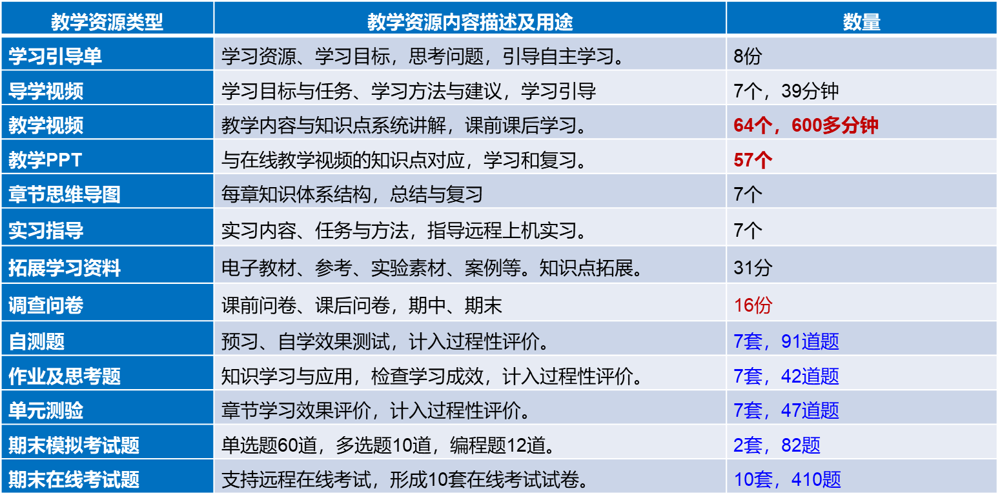 教学资源类型 教学资源内容描述及用途 数量
学习引导单 学习资源、学习目标，思考问题，引导自主学习。 8份
导学视频 学习目标与任务、学习方法与建议，学习引导 7个，39分钟
教学视频 教学内容与知识点系统讲解，课前课后学习。 64个，600多分钟
教学PPT 与在线教学视频的知识点对应，学习和复习。 57个
章节思维导图 每章知识体系结构，总结与复习 7个
实习指导 实习内容、任务与方法，指导远程上机实习。 7个
拓展学习资料 电子教材、参考、实验素材、案例等。知识点拓展。 31分
调查问卷 课前问卷、课后问卷，期中、期末 16份
自测题 预习、自学效果测试，计入过程性评价。 7套，91道题
作业及思考题 知识学习与应用，检查学习成效，计入过程性评价。 7套，42道题
单元测验 章节学习效果评价，计入过程性评价。 7套，47道题
期末模拟考试题 单选题60道，多选题10道，编程题12道。 2套，82题
期末在线考试题 支持远程在线考试，形成10套在线考试试卷。 10套，410题